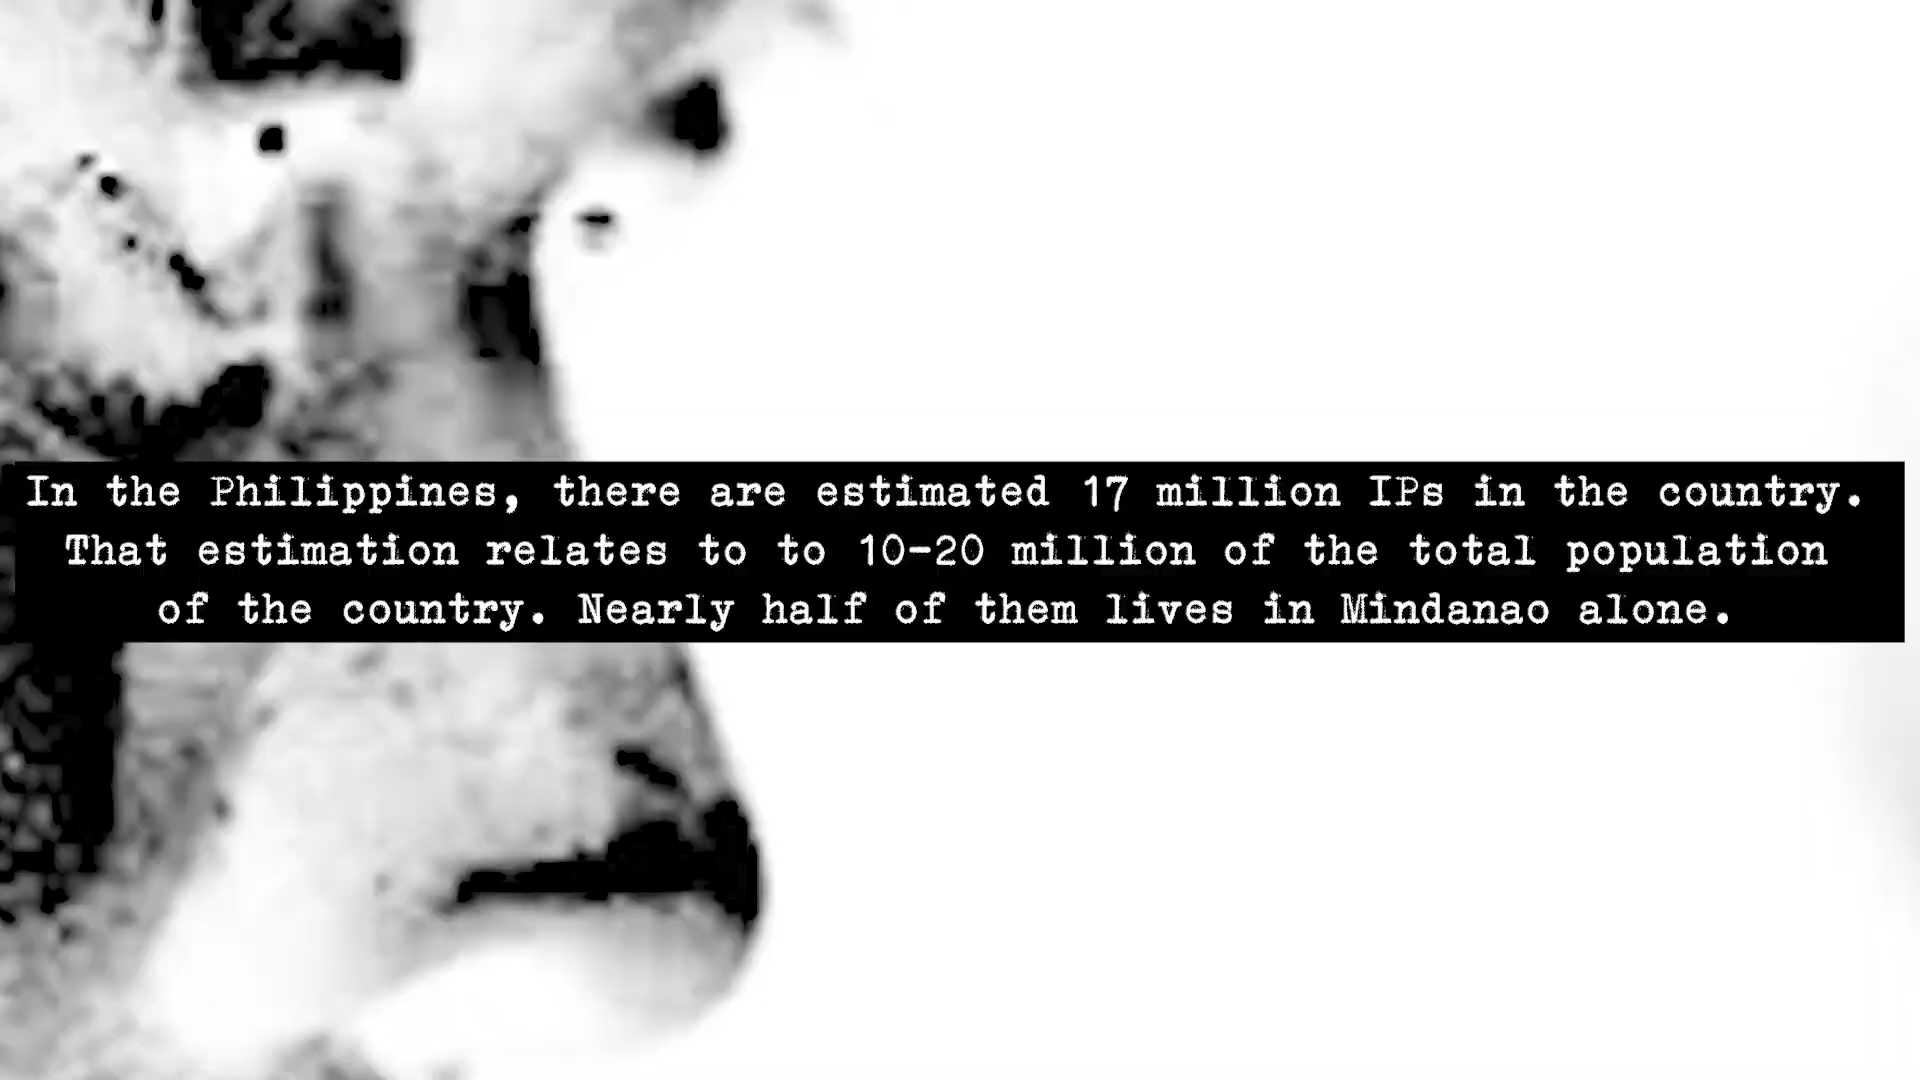 In the Philippines, there are estimated 17 million IPs in the country.
That estimation relates to to 10-20 million of the total population
of the country. Nearly half of them lives in Mindanao alone.